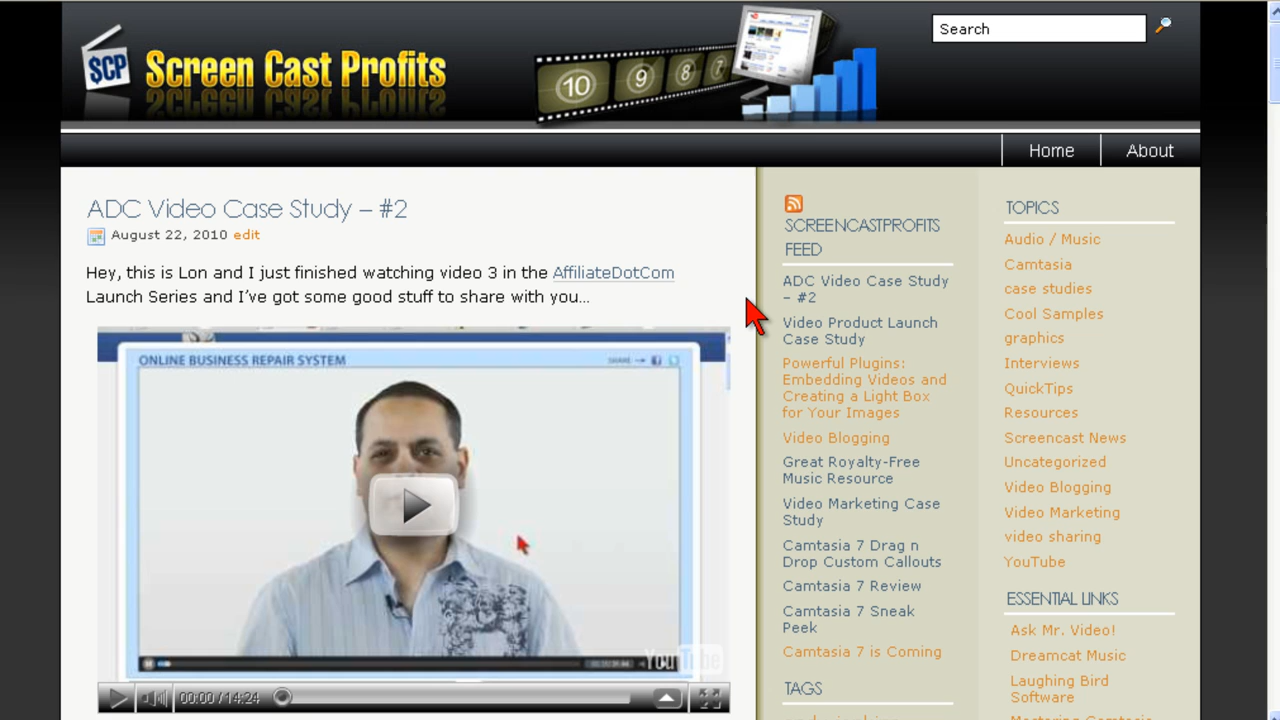 SCP
Screen Cast Profits
10 9 8 7
Search
Home
About
ADC Video Case Study – #2
August 22, 2010 edit
Hey, this is Lon and I just finished watching video 3 in the AffiliateDotCom
Launch Series and I've got some good stuff to share with you...
ONLINE BUSINESS REPAIR SYSTEM
SHARE
YouTube
00:00 / 14:24
SCREENCASTPROFITS
FEED
ADC Video Case Study
– #2
Video Product Launch
Case Study
Powerful Plugins:
Embedding Videos and
Creating a Light Box
for Your Images
Video Blogging
Great Royalty-Free
Music Resource
Video Marketing Case
Study
Camtasia 7 Drag n
Drop Custom Callouts
Camtasia 7 Review
Camtasia 7 Sneak
Peek
Camtasia 7 is Coming
TAGS
TOPICS
Audio / Music
Camtasia
case studies
Cool Samples
graphics
Interviews
QuickTips
Resources
Screencast News
Uncategorized
Video Blogging
Video Marketing
video sharing
YouTube
ESSENTIAL LINKS
Ask Mr. Video!
Dreamcat Music
Laughing Bird
Software